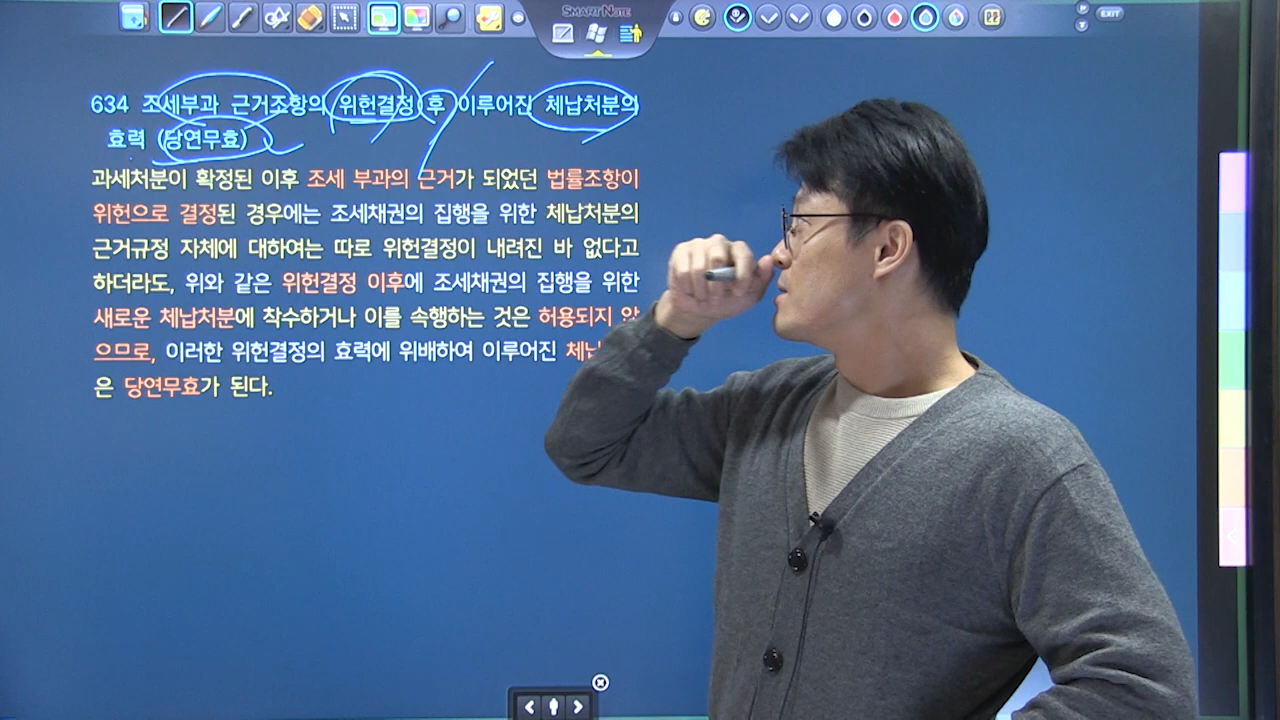 SMARTNOTE
EXIT
634 조세부과 근거조항의 위헌결정 후 이루어진 체납처분의
효력 (당연무효)
과세처분이 확정된 이후 조세 부과의 근거가 되었던 법률조항이
위헌으로 결정된 경우에는 조세채권의 집행을 위한 체납처분의
근거규정 자체에 대하여는 따로 위헌결정이 내려진 바 없다고
하더라도, 위와 같은 위헌결정 이후에 조세채권의 집행을 위한
새로운 체납처분에 착수하거나 이를 속행하는 것은 허용되지 않
으므로, 이러한 위헌결정의 효력에 위배하여 이루어진 체납
은 당연무효가 된다.